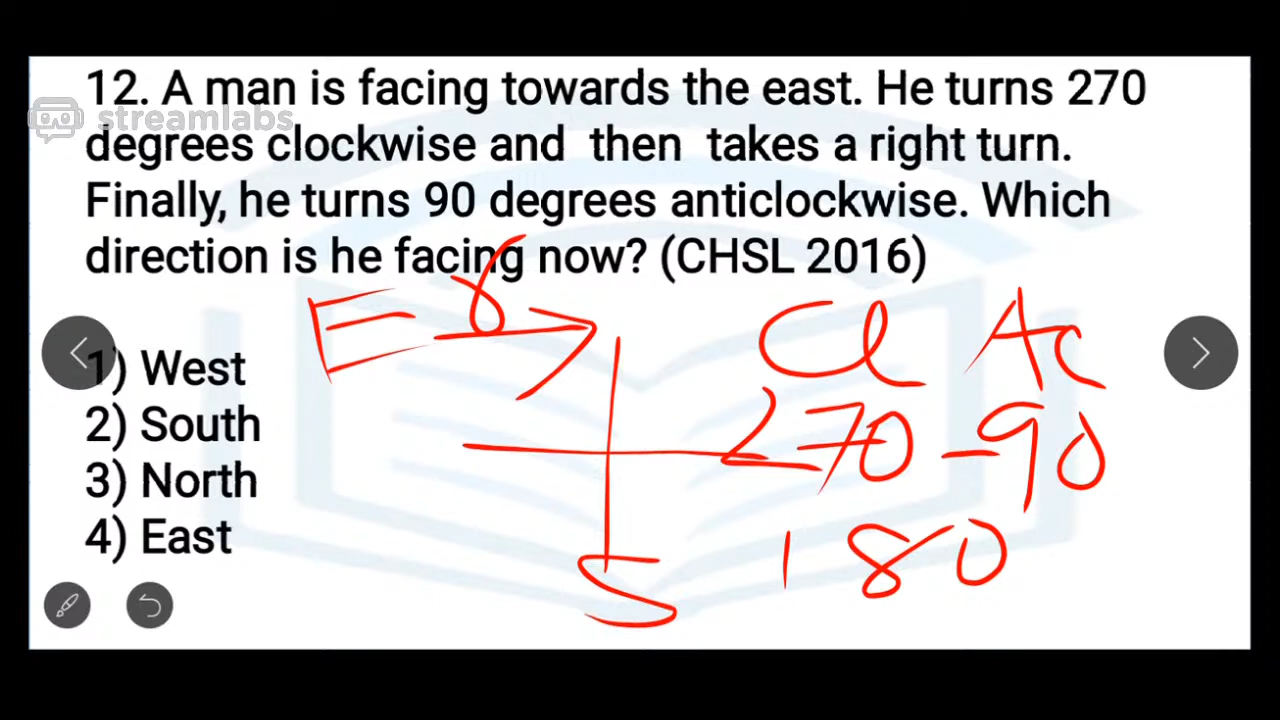 12. A man is facing towards the east. He turns 270
streamlabs
degrees clockwise and then takes a right turn.
Finally, he turns 90 degrees anticlockwise. Which
direction is he facing now? (CHSL 2016)
E
Cl AC
1) West
270 -90
2) South
3) North
4) East
180
S